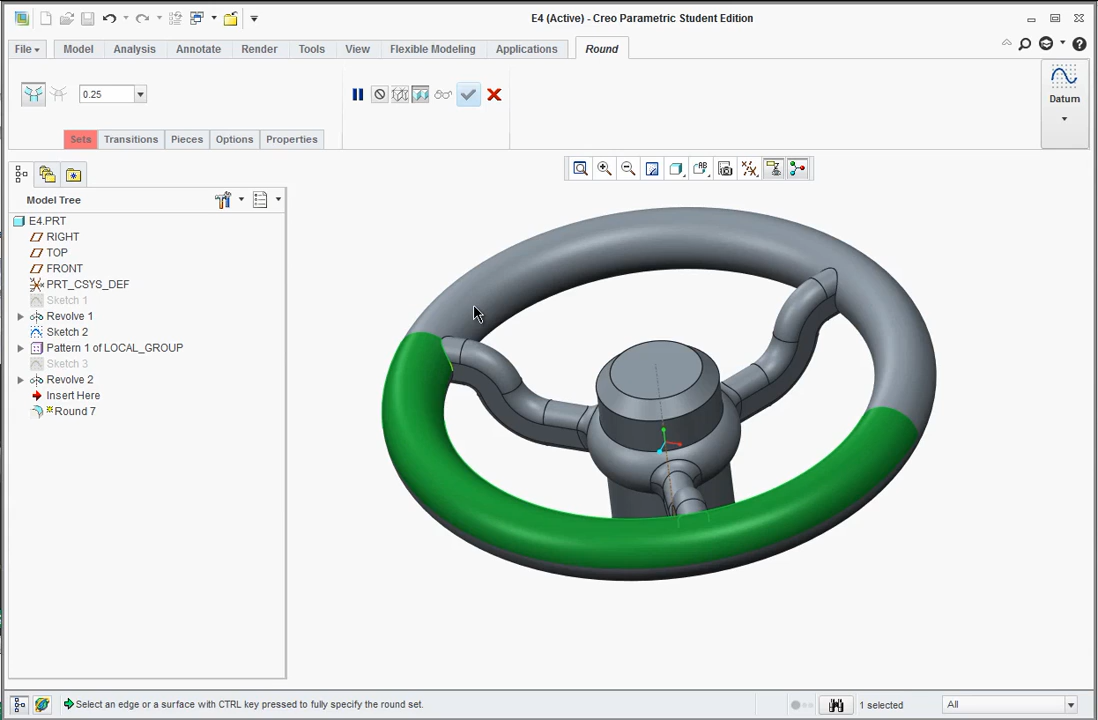 E4 (Active) - Creo Parametric Student Edition
File Model Analysis Annotate Render Tools View Flexible Modeling Applications Round
0.25
Datum
Sets Transitions Pieces Options Properties
Model Tree
E4.PRT
RIGHT
TOP
FRONT
PRT_CSYS_DEF
Sketch 1
Revolve 1
Sketch 2
Pattern 1 of LOCAL_GROUP
Sketch 3
Revolve 2
Insert Here
Round 7
Select an edge or a surface with CTRL key pressed to fully specify the round set. 1 selected All